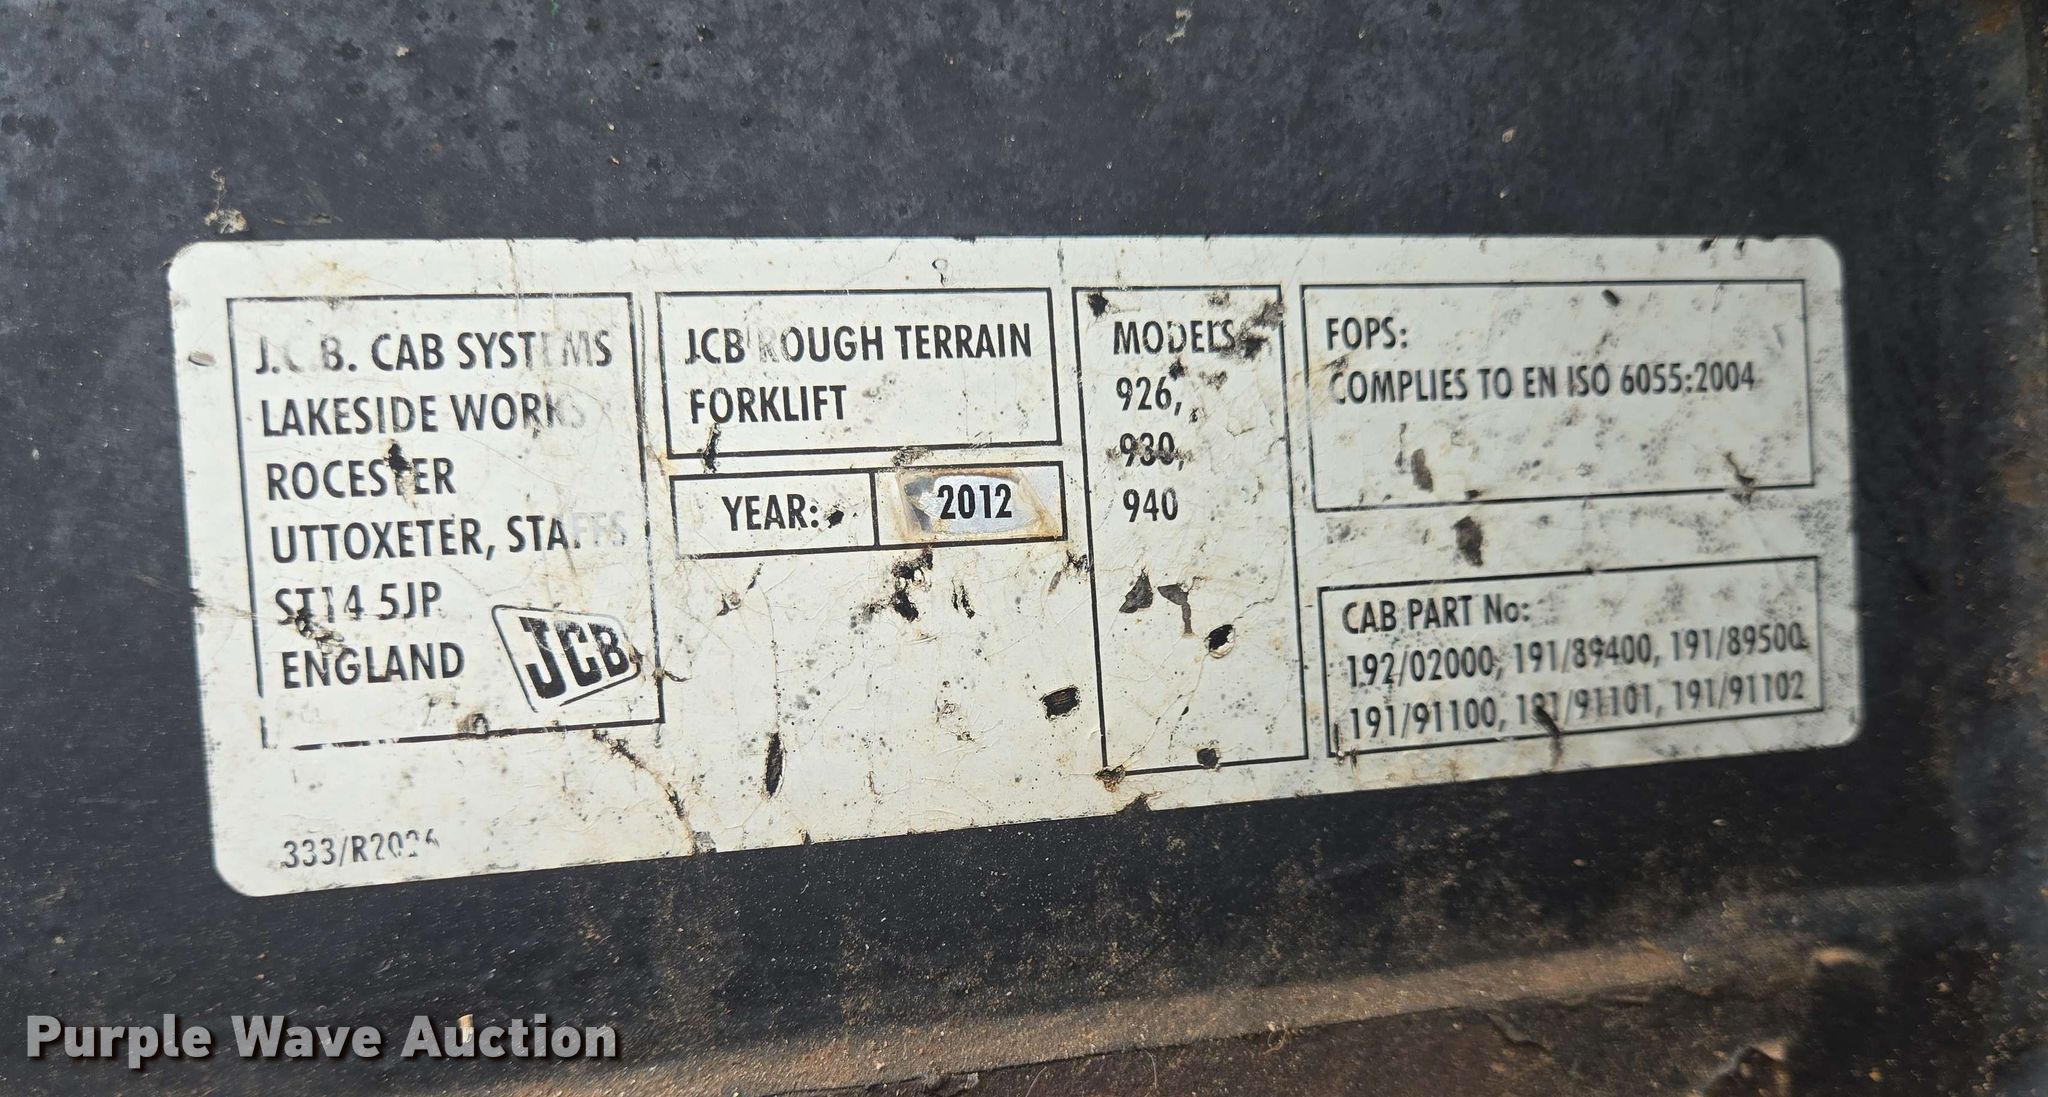 J.C.B. CAB SYSTEMS
LAKESIDE WORKS
ROCESTER
UTTOXETER, STAFFS
ST14 5JP
ENGLAND
JCB
333/R2026
JCB ROUGH TERRAIN
FORKLIFT
YEAR: 2012
MODELS
926,
930,
940
FOPS:
COMPLIES TO EN ISO 6055:2004
CAB PART No:
192/02000, 191/89400, 191/89500
191/91100, 191/91101, 191/91102
Purple Wave Auction